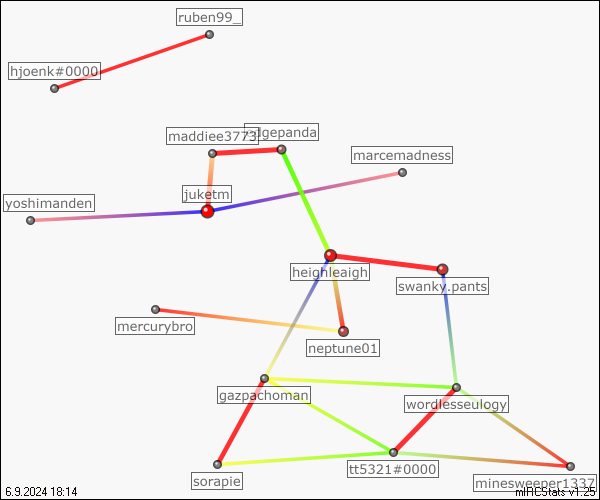 ruben99_
hjoenk#0000
maddiee3773
dgepanda
marcemadness
juketm
yoshimanden
heighleaigh
swanky.pants
mercurybro
neptune01
gazpachoman
wordlesseulogy
tt5321#0000
sorapie
minesweeper1337
6.9.2024 18:14
mIRCStats v1.25